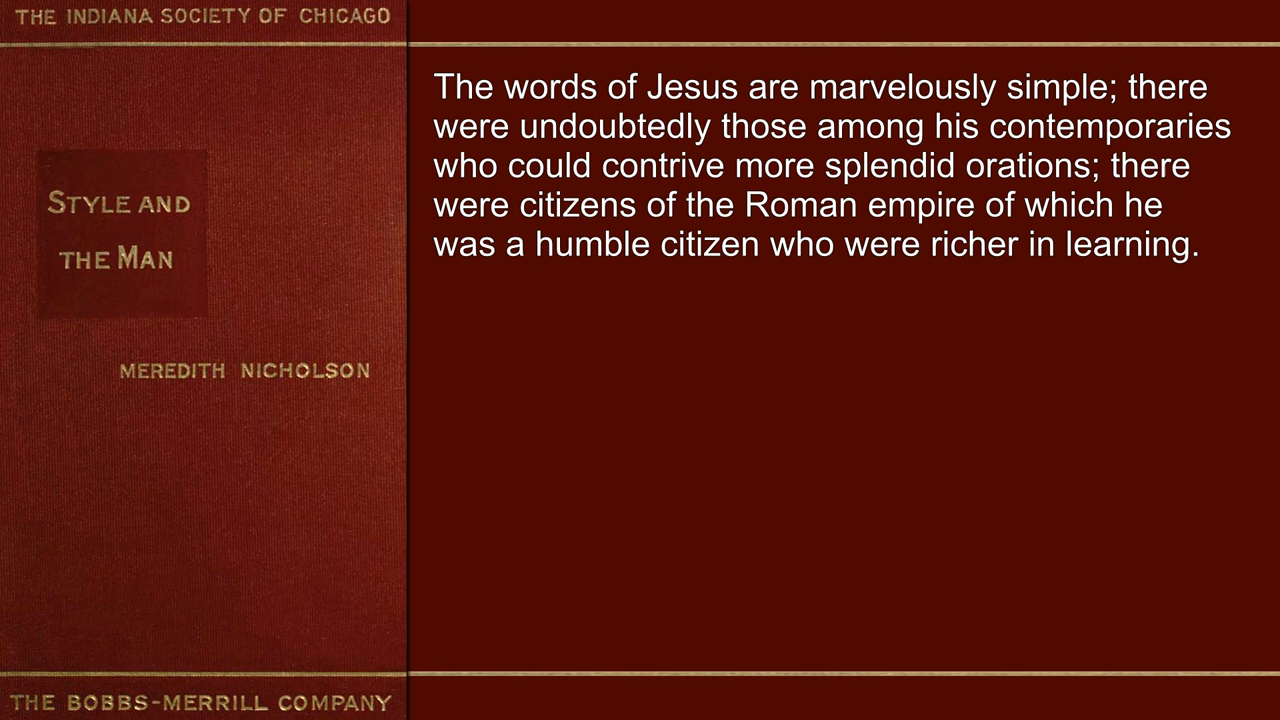 THE INDIANA SOCIETY OF CHICAGO
STYLE AND
THE MAN
MEREDITH NICHOLSON
THE BOBBS-MERRILL COMPANY
The words of Jesus are marvelously simple; there
were undoubtedly those among his contemporaries
who could contrive more splendid orations; there
were citizens of the Roman empire of which he
was a humble citizen who were richer in learning.